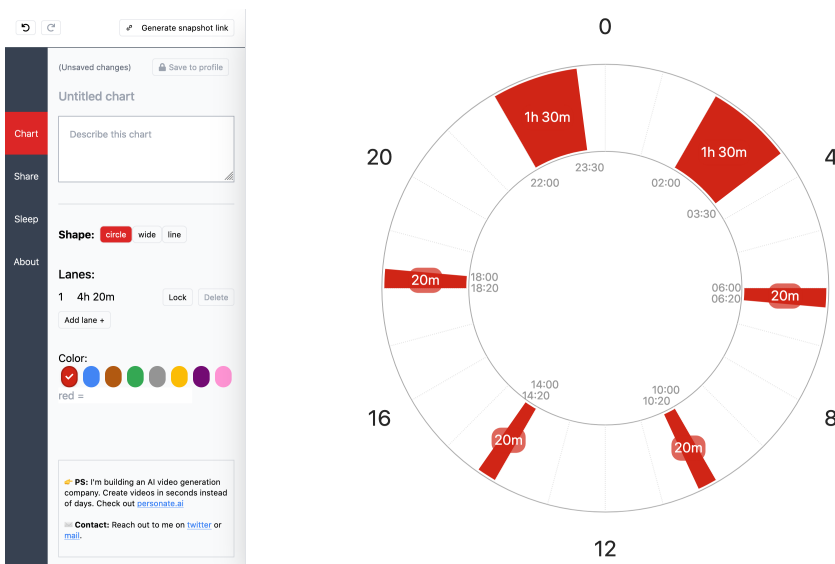 Generate snapshot link
(Unsaved changes)
Save to profile
Untitled chart
Describe this chart
Chart
Share
Sleep
About
Shape:
circle
wide
line
Lanes:
1
4h 20m
Lock
Delete
Add lane +
Color:
red =
👉 PS: I'm building an AI video generation
company. Create videos in seconds instead
of days. Check out personate.ai
✉️ Contact: Reach out to me on twitter or
mail.
0
1h 30m
1h 30m
20
4
23:30
22:00
02:00
03:30
20m
18:00
18:20
06:00
06:20
20m
14:00
14:20
10:00
10:20
16
20m
20m
8
12